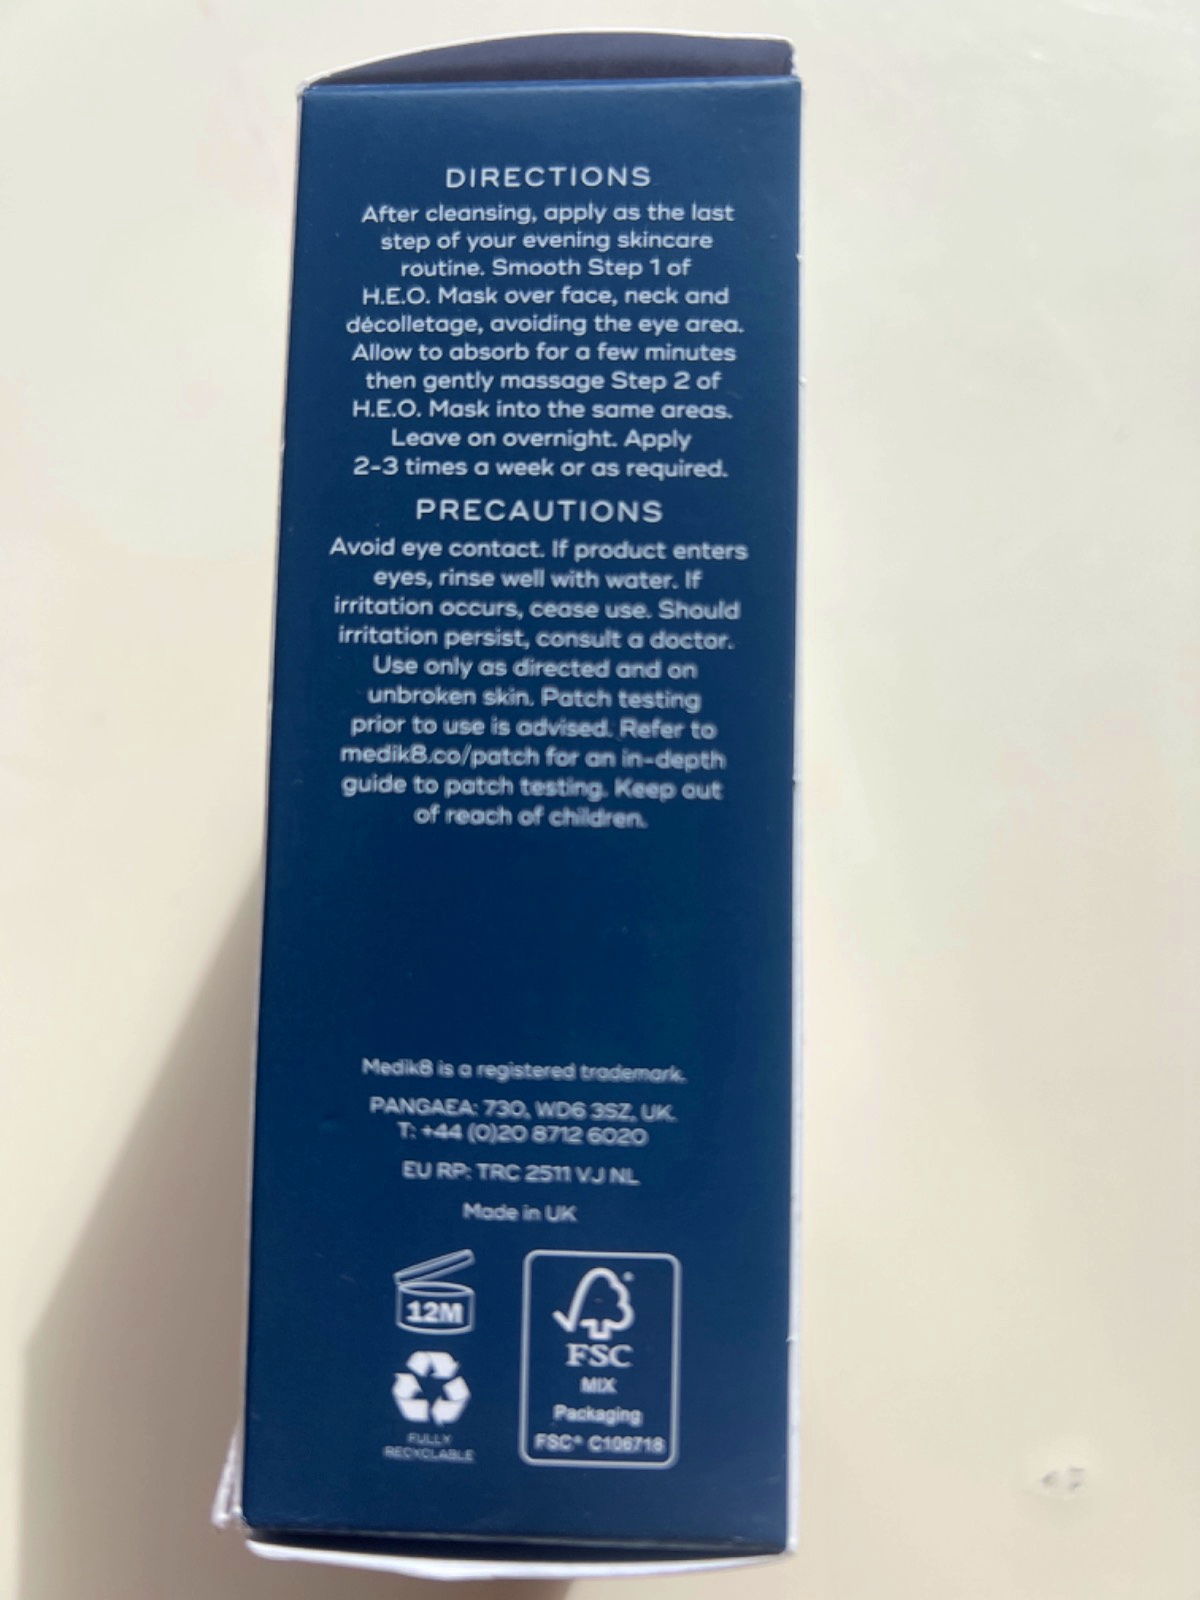 DIRECTIONS
After cleansing, apply as the last
step of your evening skincare
routine. Smooth Step 1 of
H.E.O. Mask over face, neck and
décolletage, avoiding the eye area.
Allow to absorb for a few minutes
then gently massage Step 2 of
H.E.O. Mask into the same areas.
Leave on overnight. Apply
2-3 times a week or as required.
PRECAUTIONS
Avoid eye contact. If product enters
eyes, rinse well with water. If
irritation occurs, cease use. Should
irritation persist, consult a doctor.
Use only as directed and on
unbroken skin. Patch testing
prior to use is advised. Refer to
medik8.co/patch for an in-depth
guide to patch testing. Keep out
of reach of children.
Medik8 is a registered trademark.
PANGAEA: 730, WD6 3SZ, UK.
T: +44 (0)20 8712 6020
EU RP: TRC 2511 VJ NL
Made in UK
12M
FULLY
RECYCLABLE
FSC
MIX
Packaging
FSC® C106718